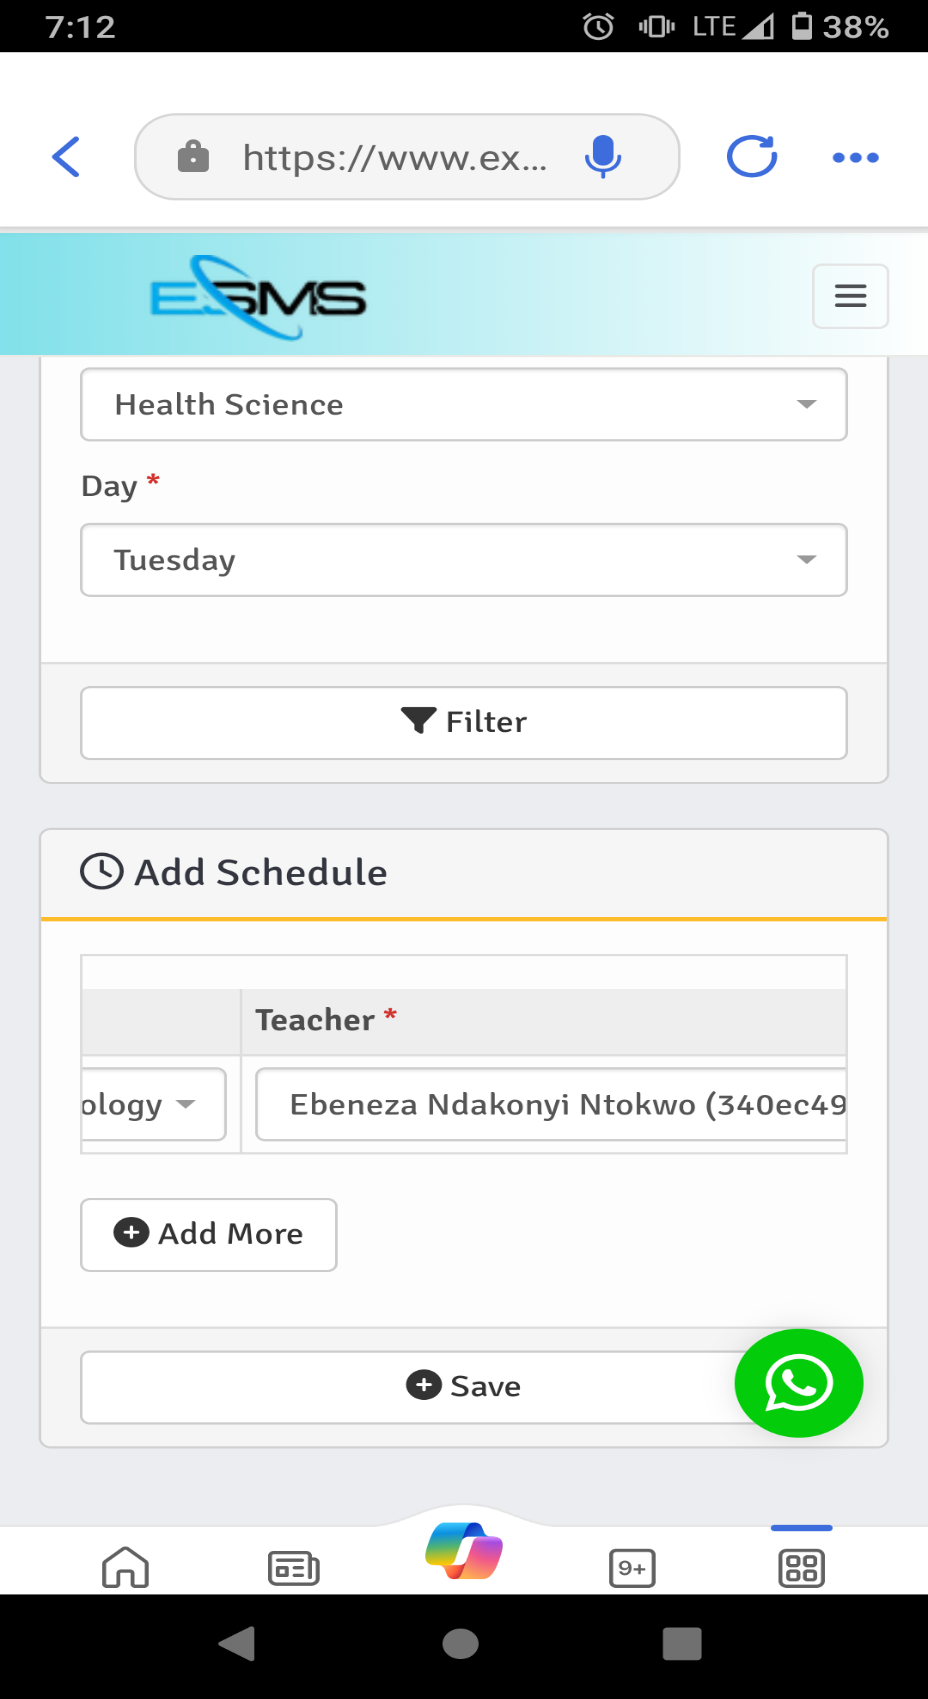 7:12 LTE 38%
https://www.ex...
ESMS
Health Science
Day *
Tuesday
Filter
Add Schedule
Teacher *
ology Ebeneza Ndakonyi Ntokwo (340ec49
Add More
Save
9+